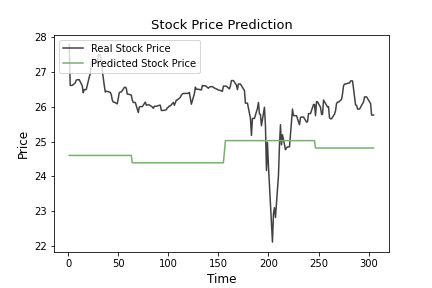 Stock Price Prediction
Real Stock Price
Predicted Stock Price
28
27
26
25
24
23
22
Price
0 50 100 150 200 250 300
Time